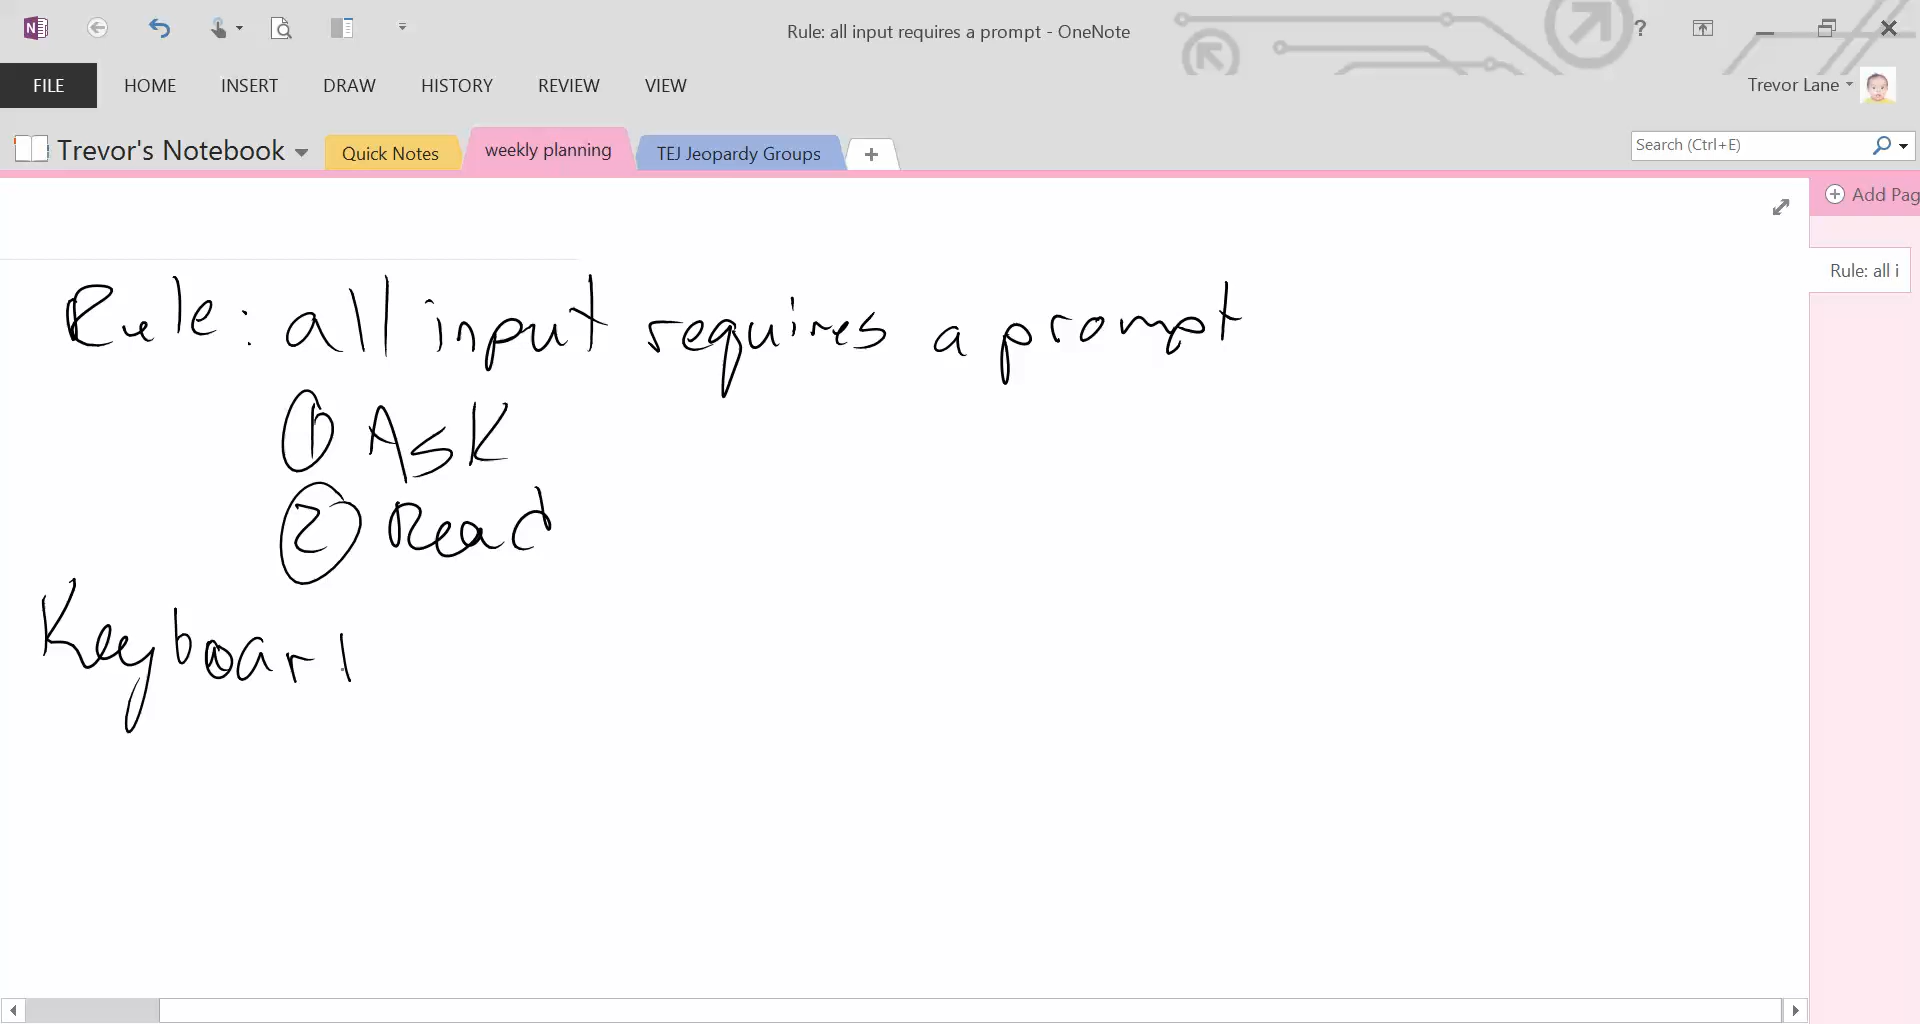 Rule: all input requires a prompt - OneNote
?
FILE HOME INSERT DRAW HISTORY REVIEW VIEW
Trevor Lane
Trevor's Notebook
Quick Notes
weekly planning
TEJ Jeopardy Groups
+
Search (Ctrl+E)
Add Pag
Rule: all i
Rule: all input requires a prompt
1 Ask
2 Read
Keyboar